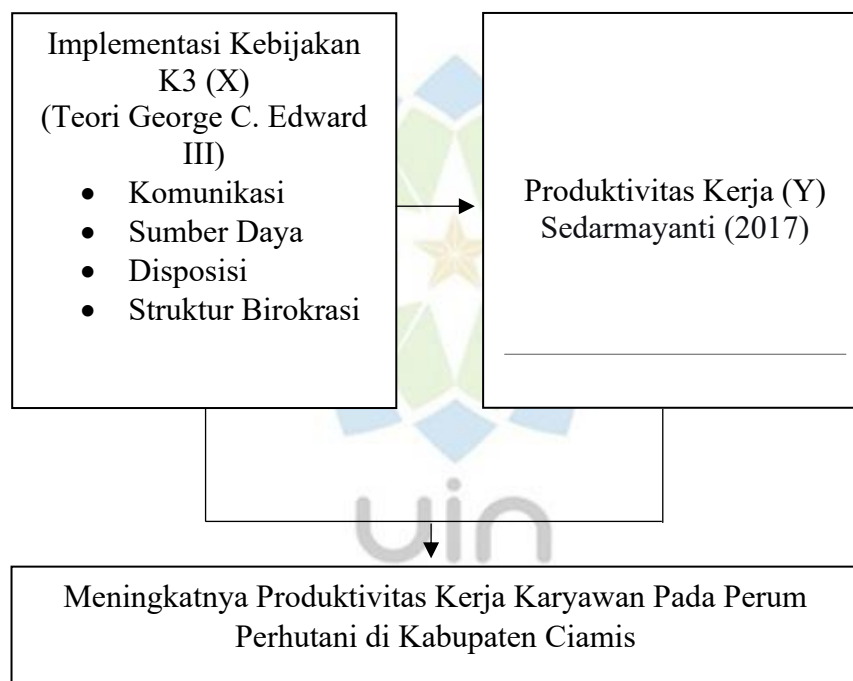 Implementasi Kebijakan
K3 (X)
(Teori George C. Edward
III)
• Komunikasi
• Sumber Daya
• Disposisi
• Struktur Birokrasi
Produktivitas Kerja (Y)
Sedarmayanti (2017)
uin
Meningkatnya Produktivitas Kerja Karyawan Pada Perum
Perhutani di Kabupaten Ciamis